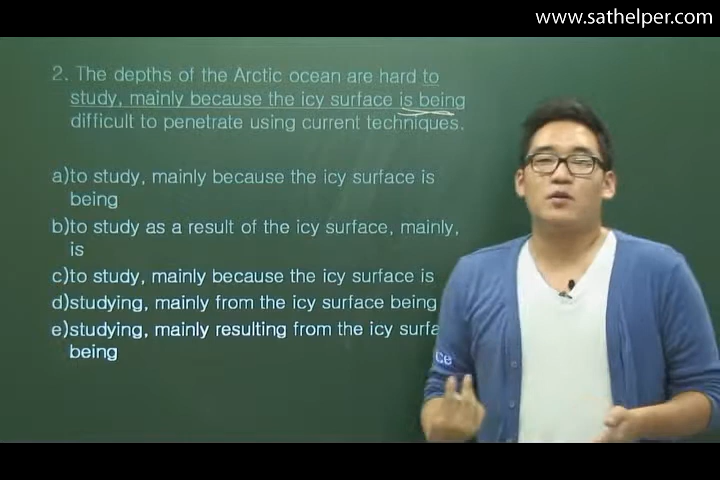 www.sathelper.com
2. The depths of the Arctic ocean are hard to
study, mainly because the icy surface is being
difficult to penetrate using current techniques.
a)to study, mainly because the icy surface is
being
b)to study as a result of the icy surface, mainly,
is
c)to study, mainly because the icy surface is
d)studying, mainly from the icy surface being
e)studying, mainly resulting from the icy surfa
ce
being